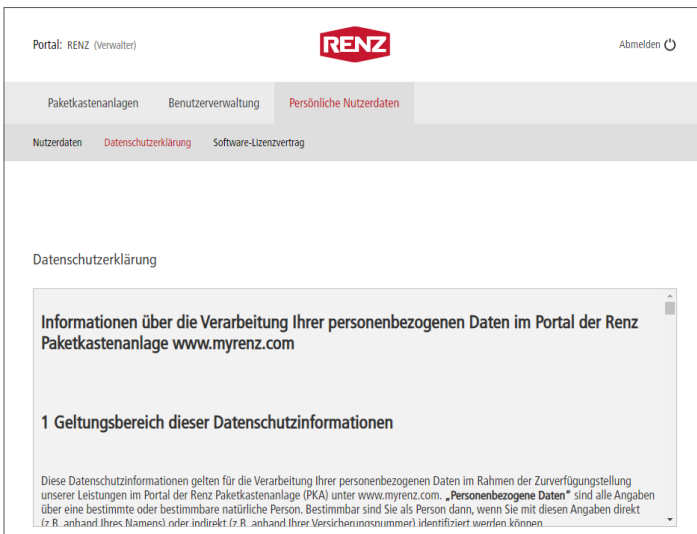 Portal: RENZ (Verwalter)
RENZ
Abmelden
Paketkastenanlagen Benutzerverwaltung Persönliche Nutzerdaten
Nutzerdaten Datenschutzerklärung Software-Lizenzvertrag
Datenschutzerklärung
Informationen über die Verarbeitung Ihrer personenbezogenen Daten im Portal der Renz
Paketkastenanlage www.myrenz.com
1 Geltungsbereich dieser Datenschutzinformationen
Diese Datenschutzinformationen gelten für die Verarbeitung Ihrer personenbezogenen Daten im Rahmen der Zurverfügungstellung
unserer Leistungen im Portal der Renz Paketkastenanlage (PKA) unter www.myrenz.com. „Personenbezogene Daten" sind alle Angaben
über eine bestimmte oder bestimmbare natürliche Person. Bestimmbar sind Sie als Person dann, wenn Sie mit diesen Angaben direkt
(z.B. anhand Ihres Namens) oder indirekt (z.B. anhand Ihrer Versicherungsnummer) identifiziert werden können.